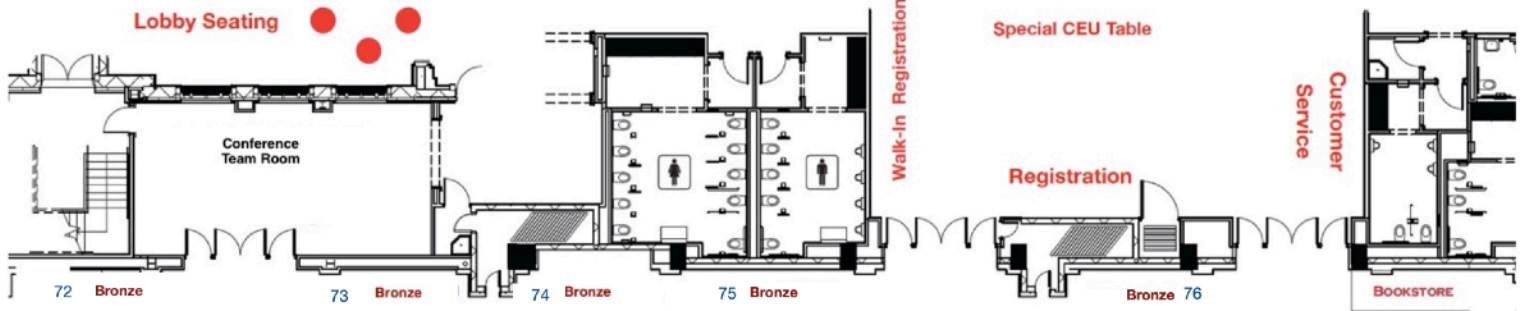 Lobby Seating
Special CEU Table
Walk-In Registration
Customer
Service
Conference
Team Room
Registration
72 Bronze
73 Bronze
74 Bronze
75 Bronze
Bronze 76
BOOKSTORE